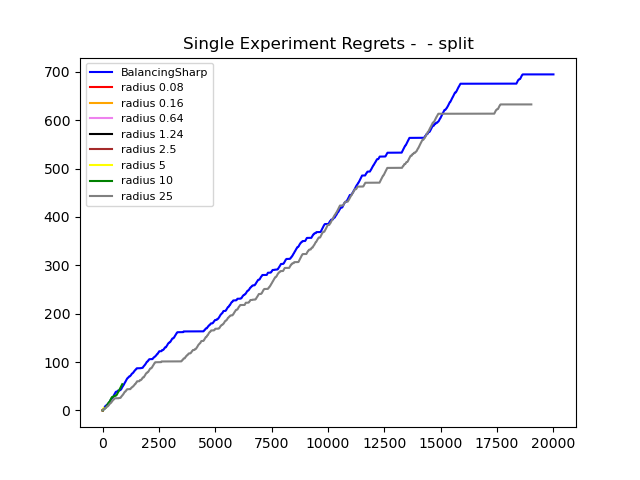 Single Experiment Regrets -  - split
BalancingSharp
radius 0.08
radius 0.16
radius 0.64
radius 1.24
radius 2.5
radius 5
radius 10
radius 25
700
600
500
400
300
200
100
0
0 2500 5000 7500 10000 12500 15000 17500 20000